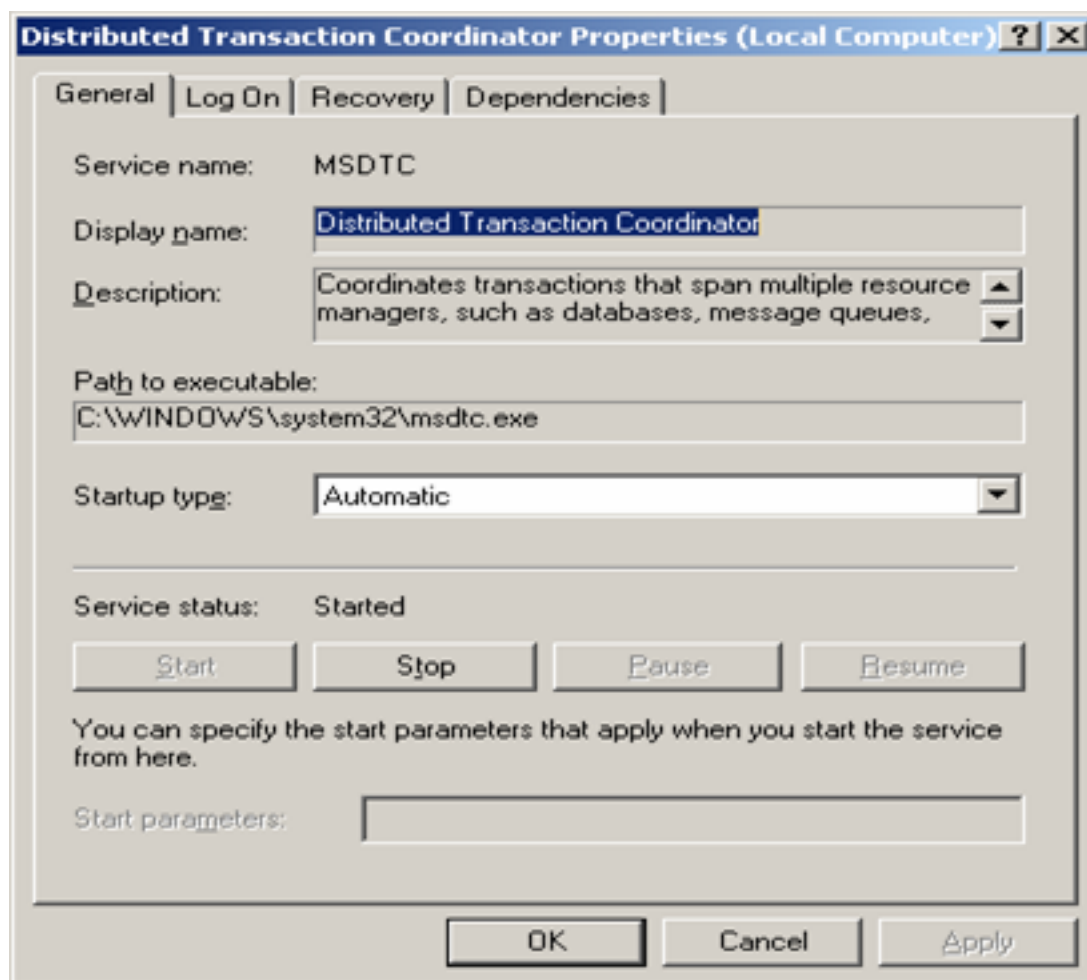 Distributed Transaction Coordinator Properties (Local Computer) ? X
General Log On Recovery Dependencies
Service name: MSDTC
Display name: Distributed Transaction Coordinator
Description: Coordinates transactions that span multiple resource
managers, such as databases, message queues,
Path to executable:
C:\WINDOWS\system32\msdtc.exe
Startup type: Automatic
Service status: Started
Start Stop Pause Resume
You can specify the start parameters that apply when you start the service
from here.
Start parameters:
OK Cancel Apply